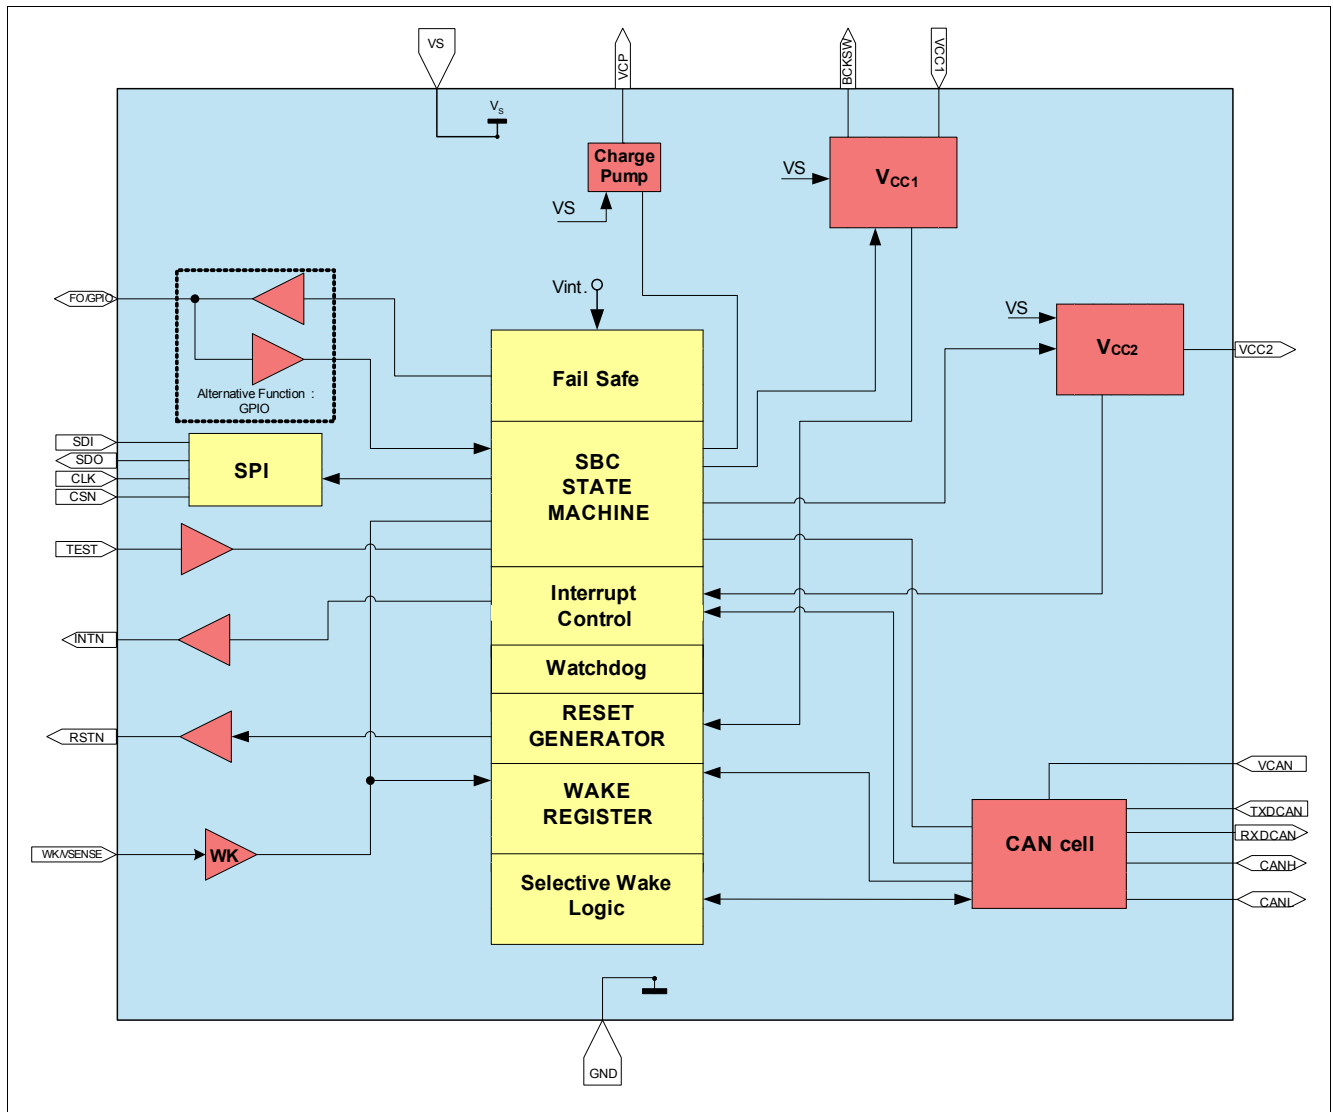 VS
VCP
BCKSW
VCC1
VS
Charge
Pump
VS
VS
VCC1
FO/GPIO
Vint.
VS
VCC2
VCC2
Alternative Function :
GPIO
Fail Safe
SDI
SDO
CLK
CSN
SPI
SBC
STATE
MACHINE
TEST
Interrupt
Control
INTN
Watchdog
RSTN
RESET
GENERATOR
WAKE
REGISTER
VCAN
TXDCAN
RXDCAN
CANH
CANL
CAN cell
WK/VSENSE
WK
Selective Wake
Logic
GND